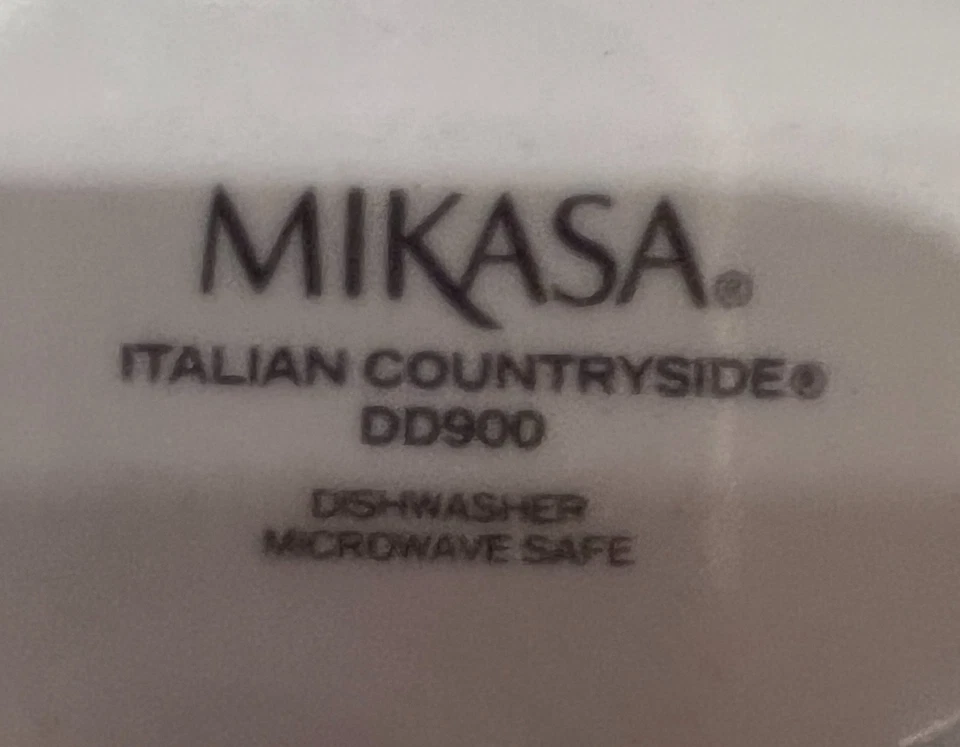 MIKASA®
ITALIAN COUNTRYSIDE®
DD900
DISHWASHER
MICROWAVE SAFE